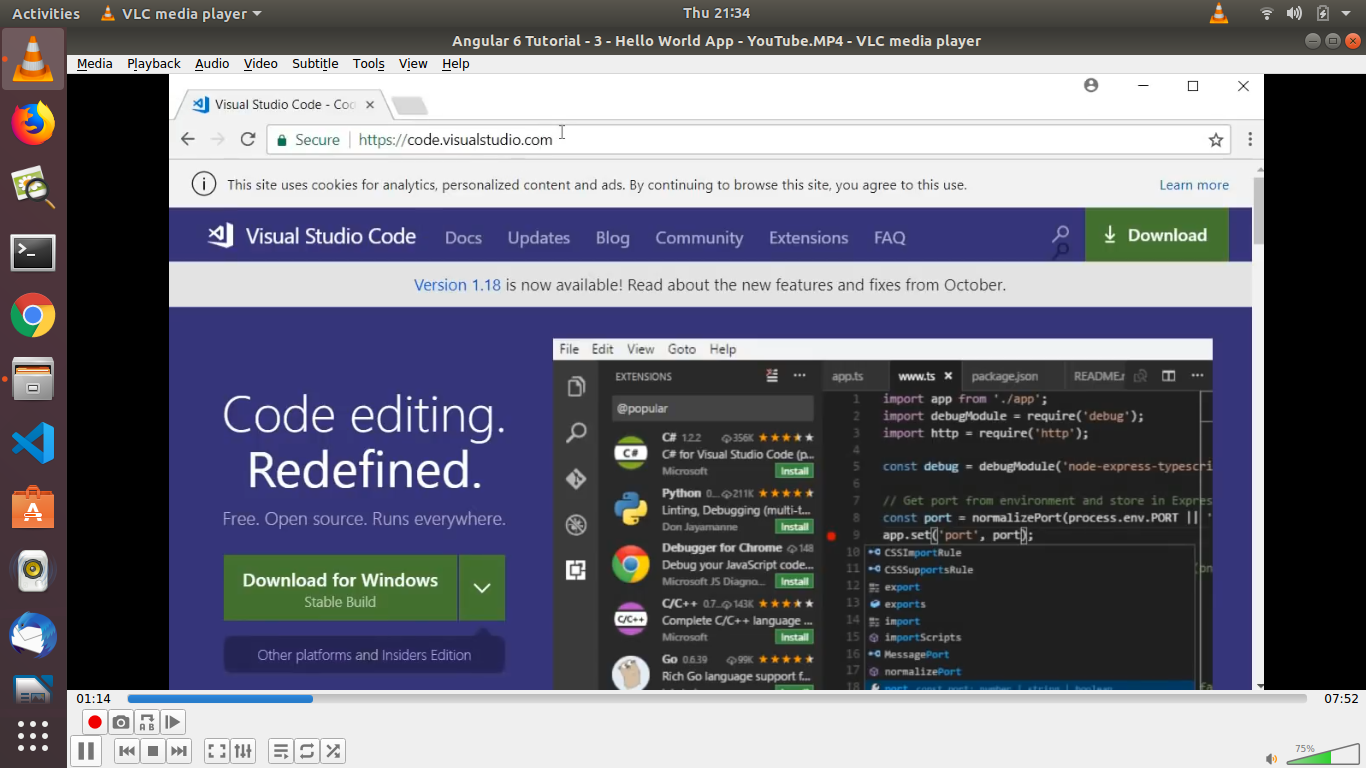 Activities VLC media player Thu 21:34
Angular 6 Tutorial - 3 - Hello World App - YouTube.MP4 - VLC media player
Media Playback Audio Video Subtitle Tools View Help
Visual Studio Code - Coo
Secure https://code.visualstudio.com
This site uses cookies for analytics, personalized content and ads. By continuing to browse this site, you agree to this use. Learn more
Visual Studio Code Docs Updates Blog Community Extensions FAQ Download
Version 1.18 is now available! Read about the new features and fixes from October.
Code editing.
Redefined.
Free. Open source. Runs everywhere.
Download for Windows
Stable Build
Other platforms and Insiders Edition
File Edit View Goto Help
EXTENSIONS
@popular
C# 1.2.2 356K
C# for Visual Studio Code (p...
Microsoft Install
Python 0... 211K
Linting, Debugging (multi-t...
Don Jayamanne Install
Debugger for Chrome 148
Debug your JavaScript code...
Microsoft JS Diagno... Install
C/C++ 0.7... 143K
Complete C/C++ language ...
Microsoft Install
Go 0.6.39 99K
Rich Go language support f...
app.ts www.ts package.json README.
1 import app from './app';
2 import debugModule = require('debug');
3 import http = require('http');
4
5 const debug = debugModule('node-express-typescri
6
7 // Get port from environment and store in Expres
8 const port = normalizePort(process.env.PORT || '
9 app.set('port', port);
10 CSSImportRule
11 CSSSupportsRule
12 export
13 exports
14 import
15 importScripts
16 MessagePort
17 normalizePort
18
01:14 07:52
75%